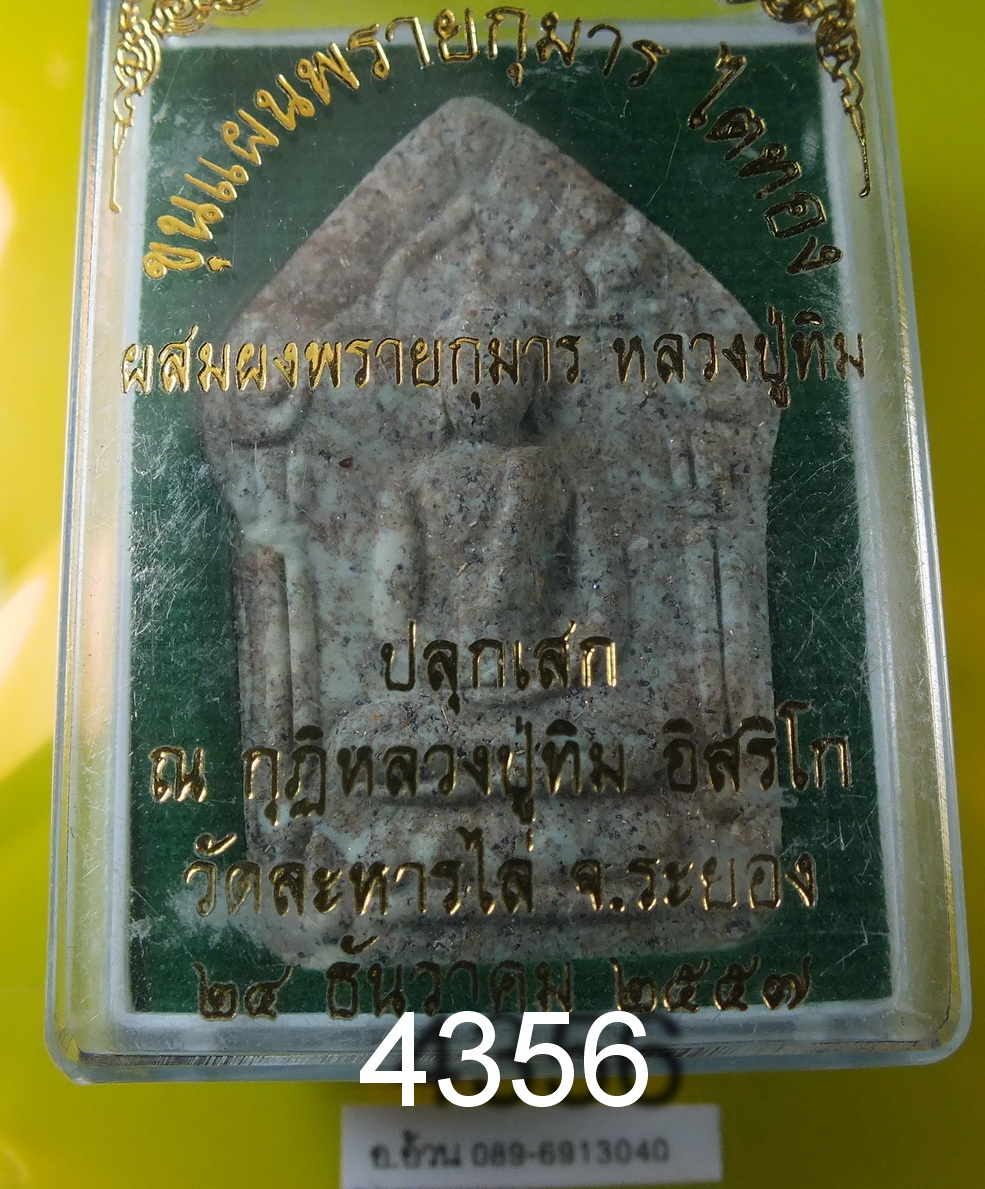 ขุนแผนพรายกุมาร ไตทอง
ผสมผงพรายกุมาร หลวงปู่ทิม
ปลุกเสก
ณ กุฏิหลวงปู่ทิม อิสริโก
วัดละหารไล่ จ.ระยอง
๒๔ ธันวาคม ๒๕๕๗
4356
อ.อ้วน 089-6913040